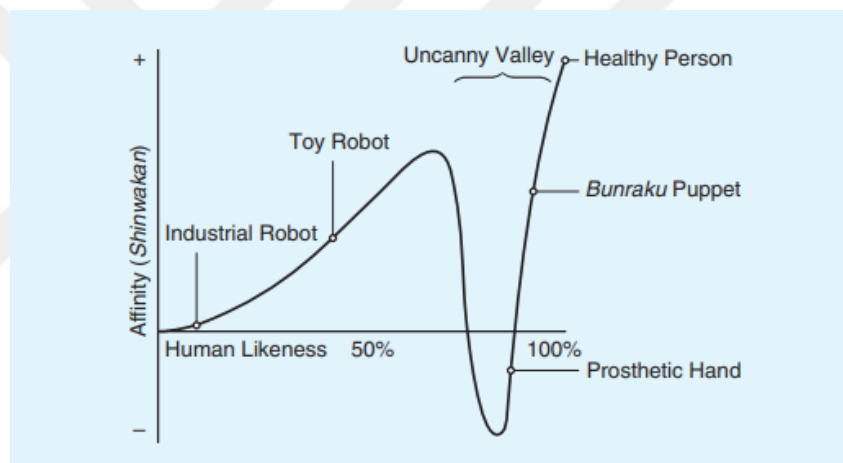 +
Uncanny Valley
Healthy Person
Toy Robot
Bunraku Puppet
Industrial Robot
Affinity (Shinwakan)
Human Likeness 50% 100%
Prosthetic Hand
–